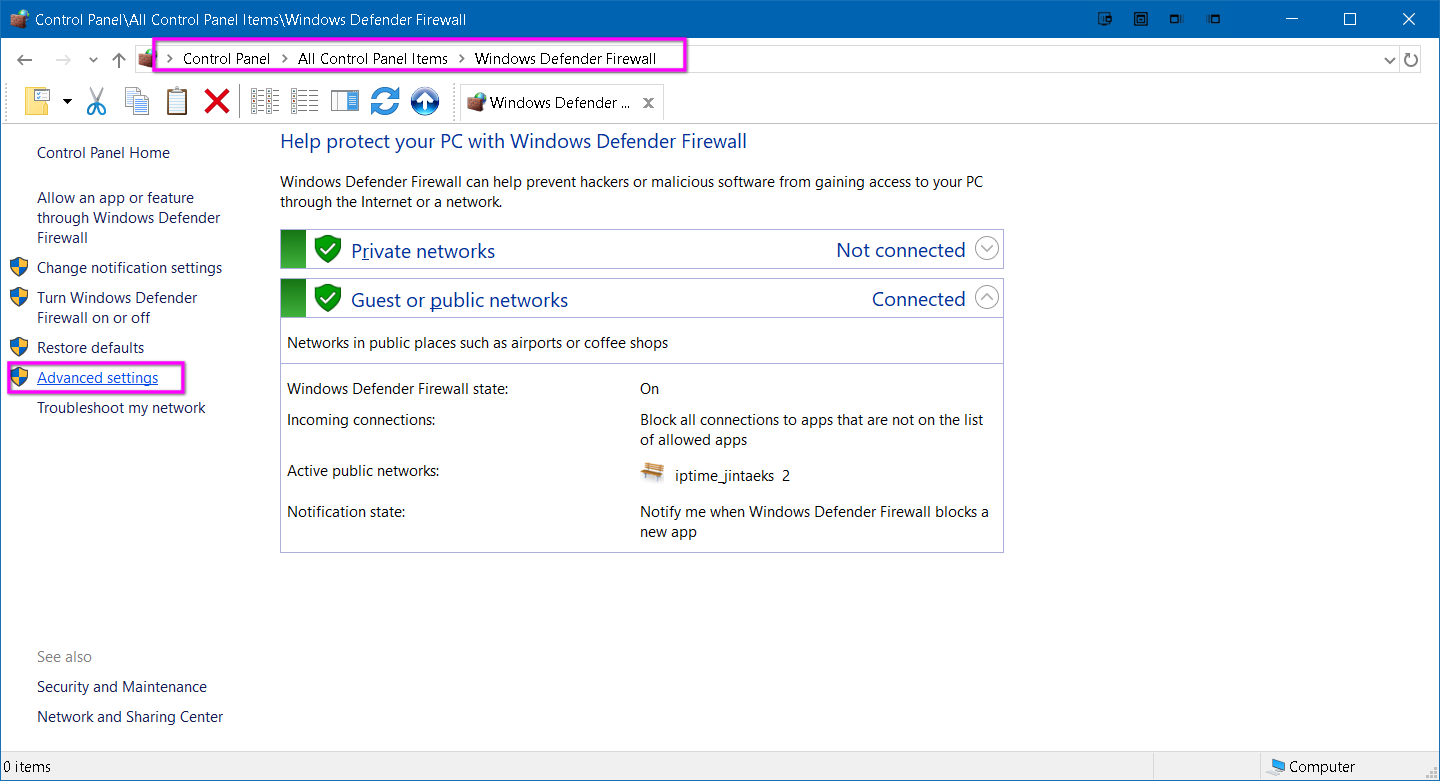 Control Panel\All Control Panel Items\Windows Defender Firewall
Control Panel > All Control Panel Items > Windows Defender Firewall
Windows Defender ...
Control Panel Home
Allow an app or feature
through Windows Defender
Firewall
Change notification settings
Turn Windows Defender
Firewall on or off
Restore defaults
Advanced settings
Troubleshoot my network
See also
Security and Maintenance
Network and Sharing Center
Help protect your PC with Windows Defender Firewall
Windows Defender Firewall can help prevent hackers or malicious software from gaining access to your PC
through the Internet or a network.
Private networks Not connected
Guest or public networks Connected
Networks in public places such as airports or coffee shops
Windows Defender Firewall state: On
Incoming connections: Block all connections to apps that are not on the list
of allowed apps
Active public networks: iptime_jintaeks 2
Notification state: Notify me when Windows Defender Firewall blocks a
new app
0 items
Computer